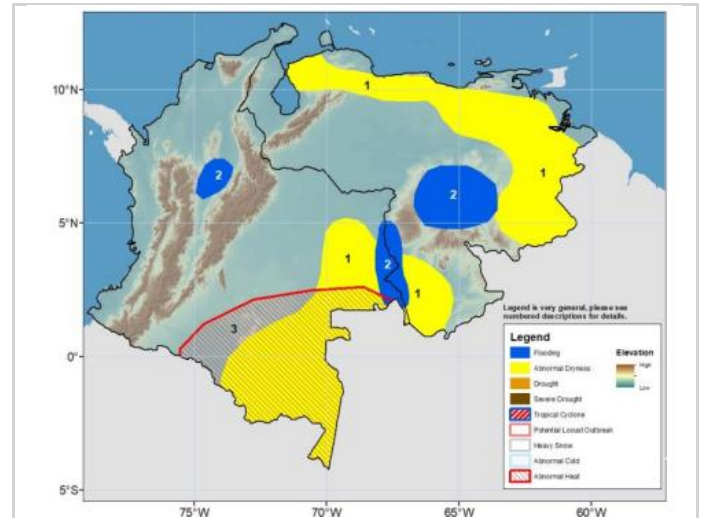 10°N
5°N
0°
5°S
75°W
70°W
65°W
60°W
1
1
2
2
1
2
1
3
Legend is very general, please see
numbered descriptions for details.
Legend
Flooding
Abnormal Dryness
Drought
Severe Drought
Tropical Cyclone
Potential Locust Outbreak
Heavy Snow
Abnormal Cold
Abnormal Heat
Elevation
High
Low